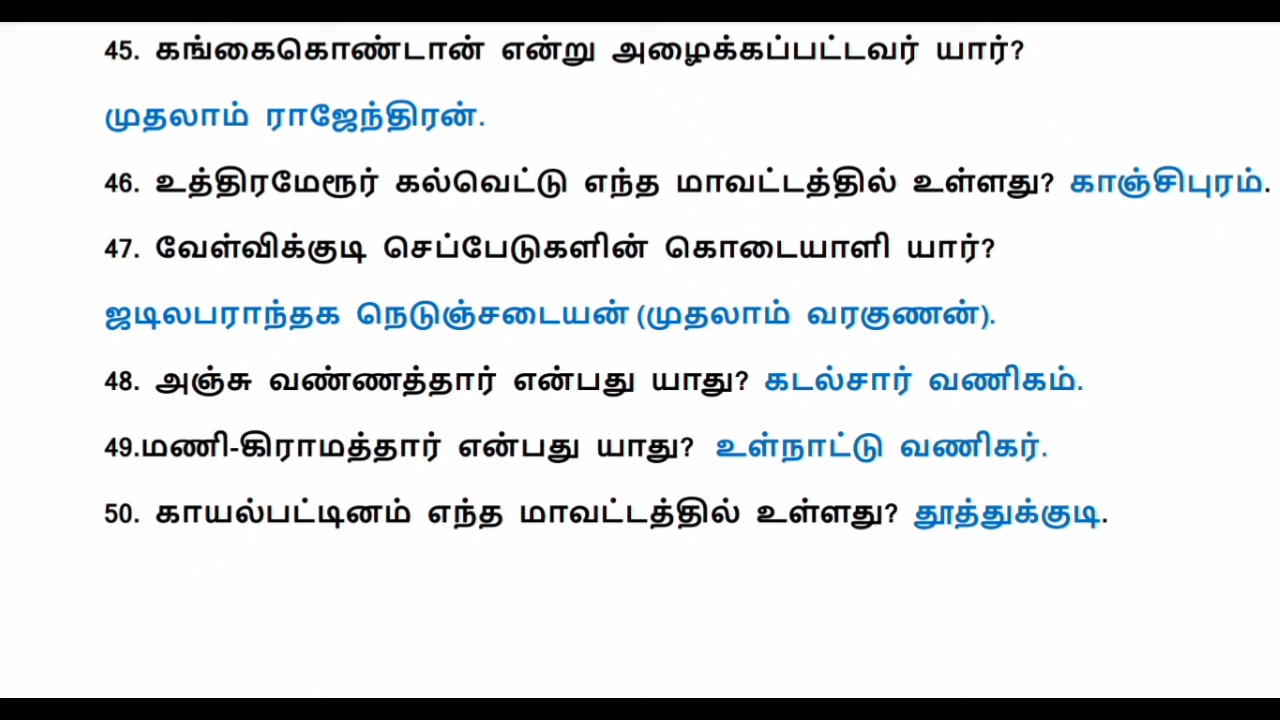 45. கங்கைகொண்டான் என்று அழைக்கப்பட்டவர் யார்?
முதலாம் ராஜேந்திரன்.
46. உத்திரமேரூர் கல்வெட்டு எந்த மாவட்டத்தில் உள்ளது? காஞ்சிபுரம்.
47. வேள்விக்குடி செப்பேடுகளின் கொடையாளி யார்?
ஜடிலபராந்தக நெடுஞ்சடையன் (முதலாம் வரகுணன்).
48. அஞ்சு வண்ணத்தார் என்பது யாது? கடல்சார் வணிகம்.
49.மணி-கிராமத்தார் என்பது யாது? உள்நாட்டு வணிகர்.
50. காயல்பட்டினம் எந்த மாவட்டத்தில் உள்ளது? தூத்துக்குடி.